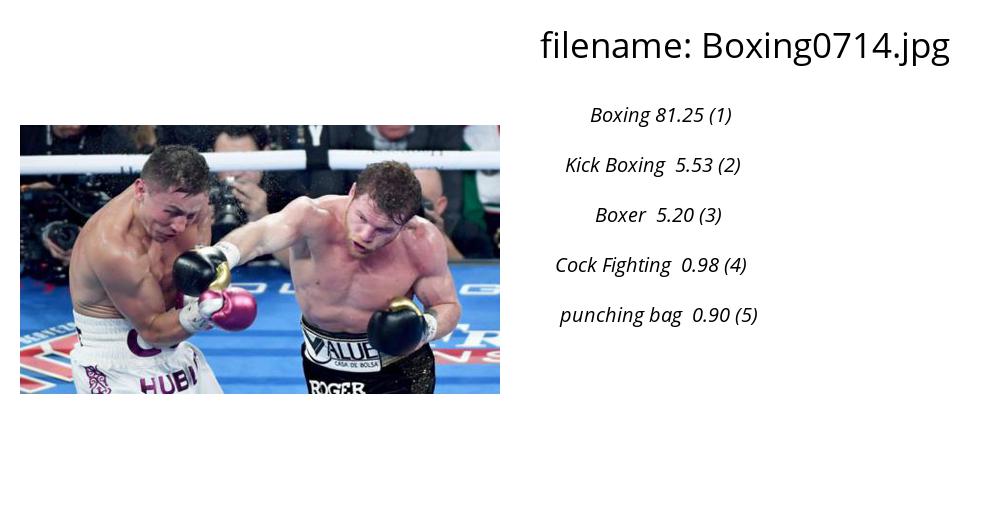 filename: Boxing0714.jpg
Boxing 81.25 (1)
Kick Boxing 5.53 (2)
Boxer 5.20 (3)
Cock Fighting 0.98 (4)
punching bag 0.90 (5)
VALUE
CASA DE BOLSA
ROGER